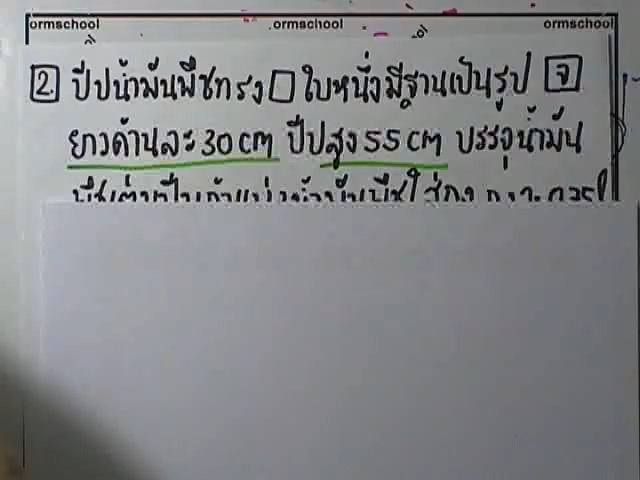 ormschool ormschool ormschool
2. ปี๊ปน้ำมันพืชทรง□ ใบหนึ่งมีฐานเป็นรูป จ
ยาวด้านละ 30 cm ปี๊ปสูง 55 cm บรรจุน้ำมัน